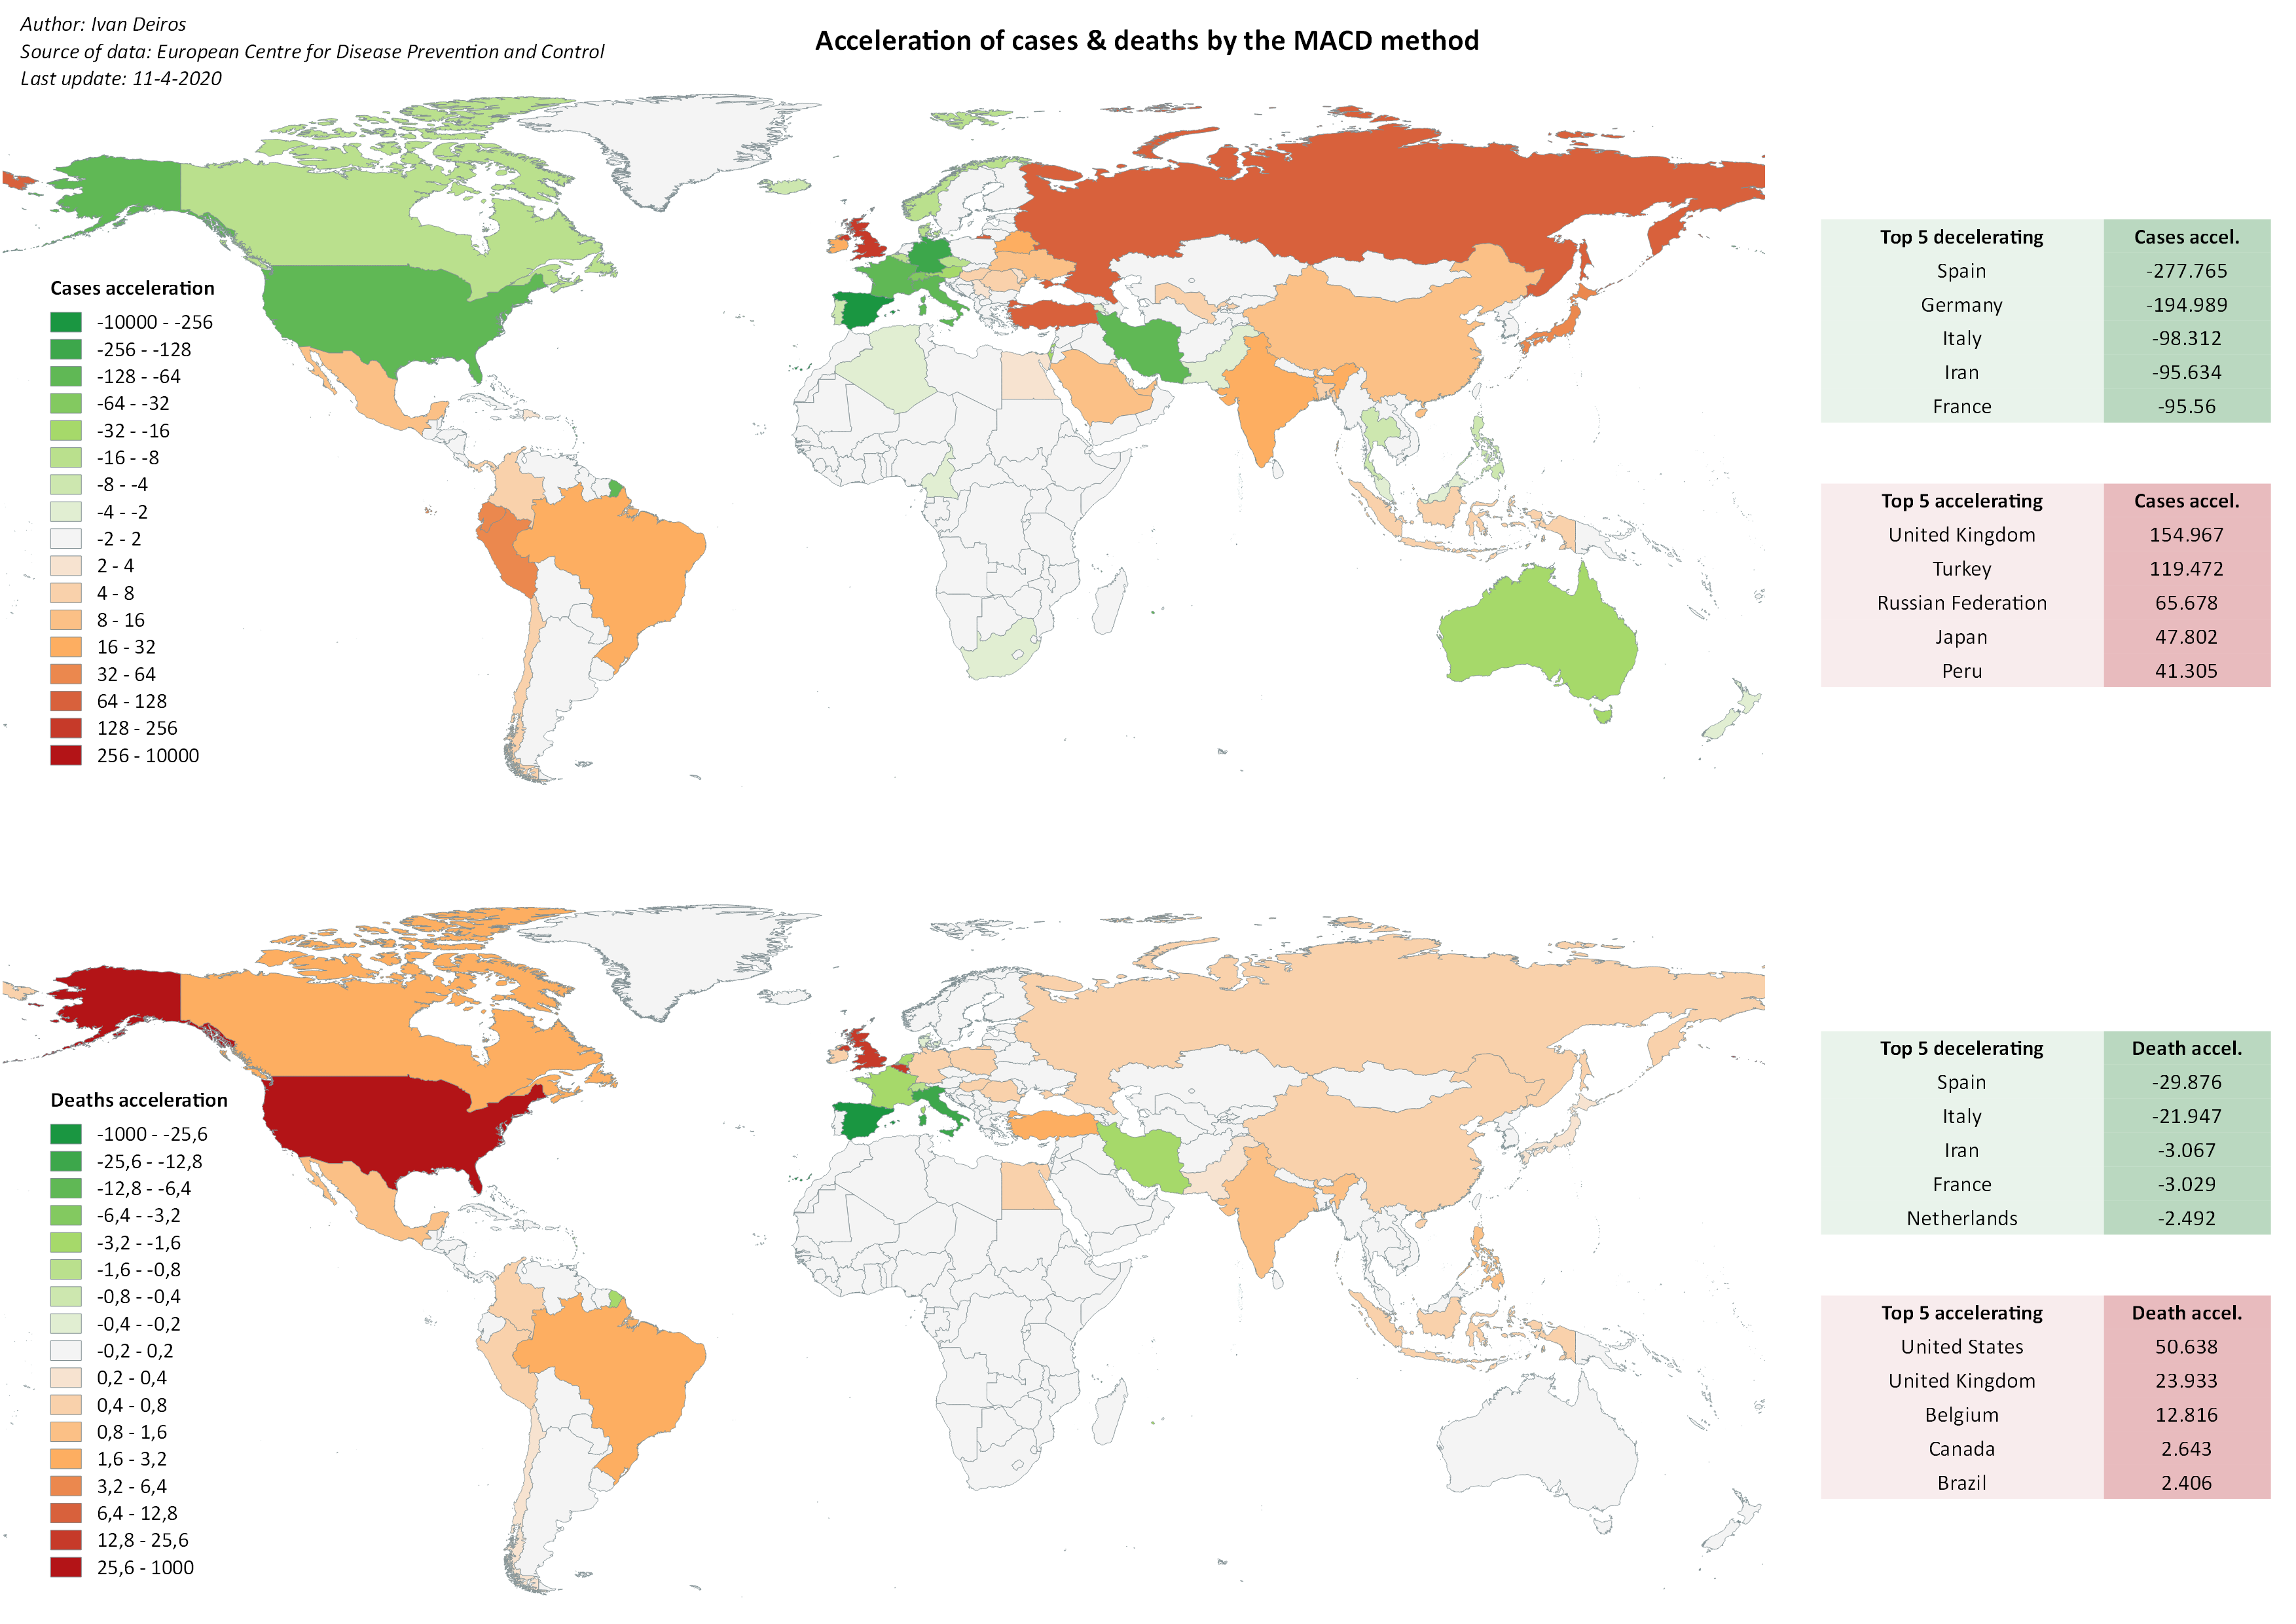 Author: Ivan Deiros
Source of data: European Centre for Disease Prevention and Control
Last update: 11-4-2020
Acceleration of cases & deaths by the MACD method
Cases acceleration
-10000 - -256
-256 - -128
-128 - -64
-64 - -32
-32 - -16
-16 - -8
-8 - -4
-4 - -2
-2 - 2
2 - 4
4 - 8
8 - 16
16 - 32
32 - 64
64 - 128
128 - 256
256 - 10000
Top 5 decelerating Cases accel.
Spain -277.765
Germany -194.989
Italy -98.312
Iran -95.634
France -95.56
Top 5 accelerating Cases accel.
United Kingdom 154.967
Turkey 119.472
Russian Federation 65.678
Japan 47.802
Peru 41.305
Deaths acceleration
-1000 - -25,6
-25,6 - -12,8
-12,8 - -6,4
-6,4 - -3,2
-3,2 - -1,6
-1,6 - -0,8
-0,8 - -0,4
-0,4 - -0,2
-0,2 - 0,2
0,2 - 0,4
0,4 - 0,8
0,8 - 1,6
1,6 - 3,2
3,2 - 6,4
6,4 - 12,8
12,8 - 25,6
25,6 - 1000
Top 5 decelerating Death accel.
Spain -29.876
Italy -21.947
Iran -3.067
France -3.029
Netherlands -2.492
Top 5 accelerating Death accel.
United States 50.638
United Kingdom 23.933
Belgium 12.816
Canada 2.643
Brazil 2.406